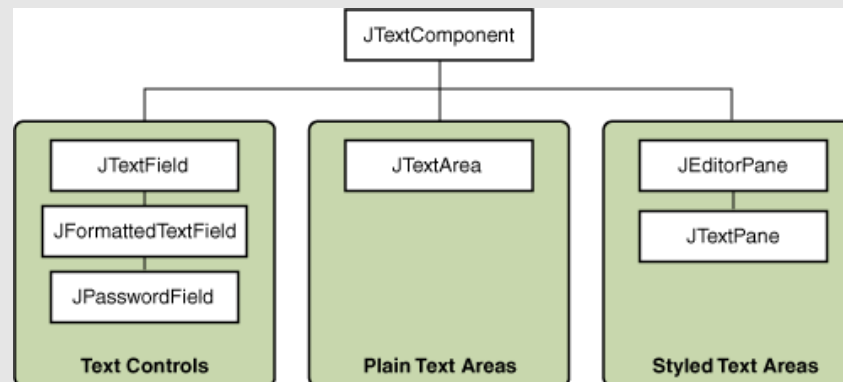 JTextComponent
JTextField
JFormattedTextField
JPasswordField
Text Controls
JTextArea
Plain Text Areas
JEditorPane
JTextPane
Styled Text Areas